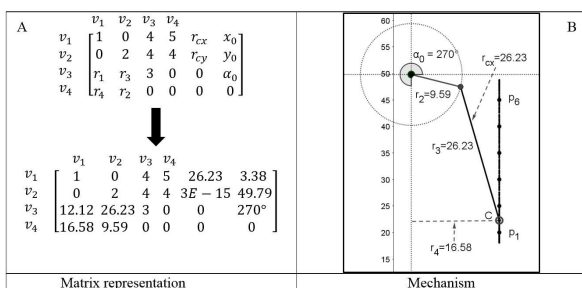 A
v₁ v₂ v₃ v₄
v₁ 1 0 4 5 r_cx x₀
v₂ 0 2 4 4 r_cy y₀
v₃ r₁ r₃ 3 0 0 α₀
v₄ r₄ r₂ 0 0 0 0
v₁ v₂ v₃ v₄
v₁ 1 0 4 5 26.23 3.38
v₂ 0 2 4 4 3E − 15 49.79
v₃ 12.12 26.23 3 0 0 270°
v₄ 16.58 9.59 0 0 0 0
Matrix representation
B
60
55
50
45
40
35
30
25
20
15
α₀ = 270°
r_cx=26.23
r₂=9.59
p₆
r₃=26.23
C
p₁
r₄=16.58
Mechanism